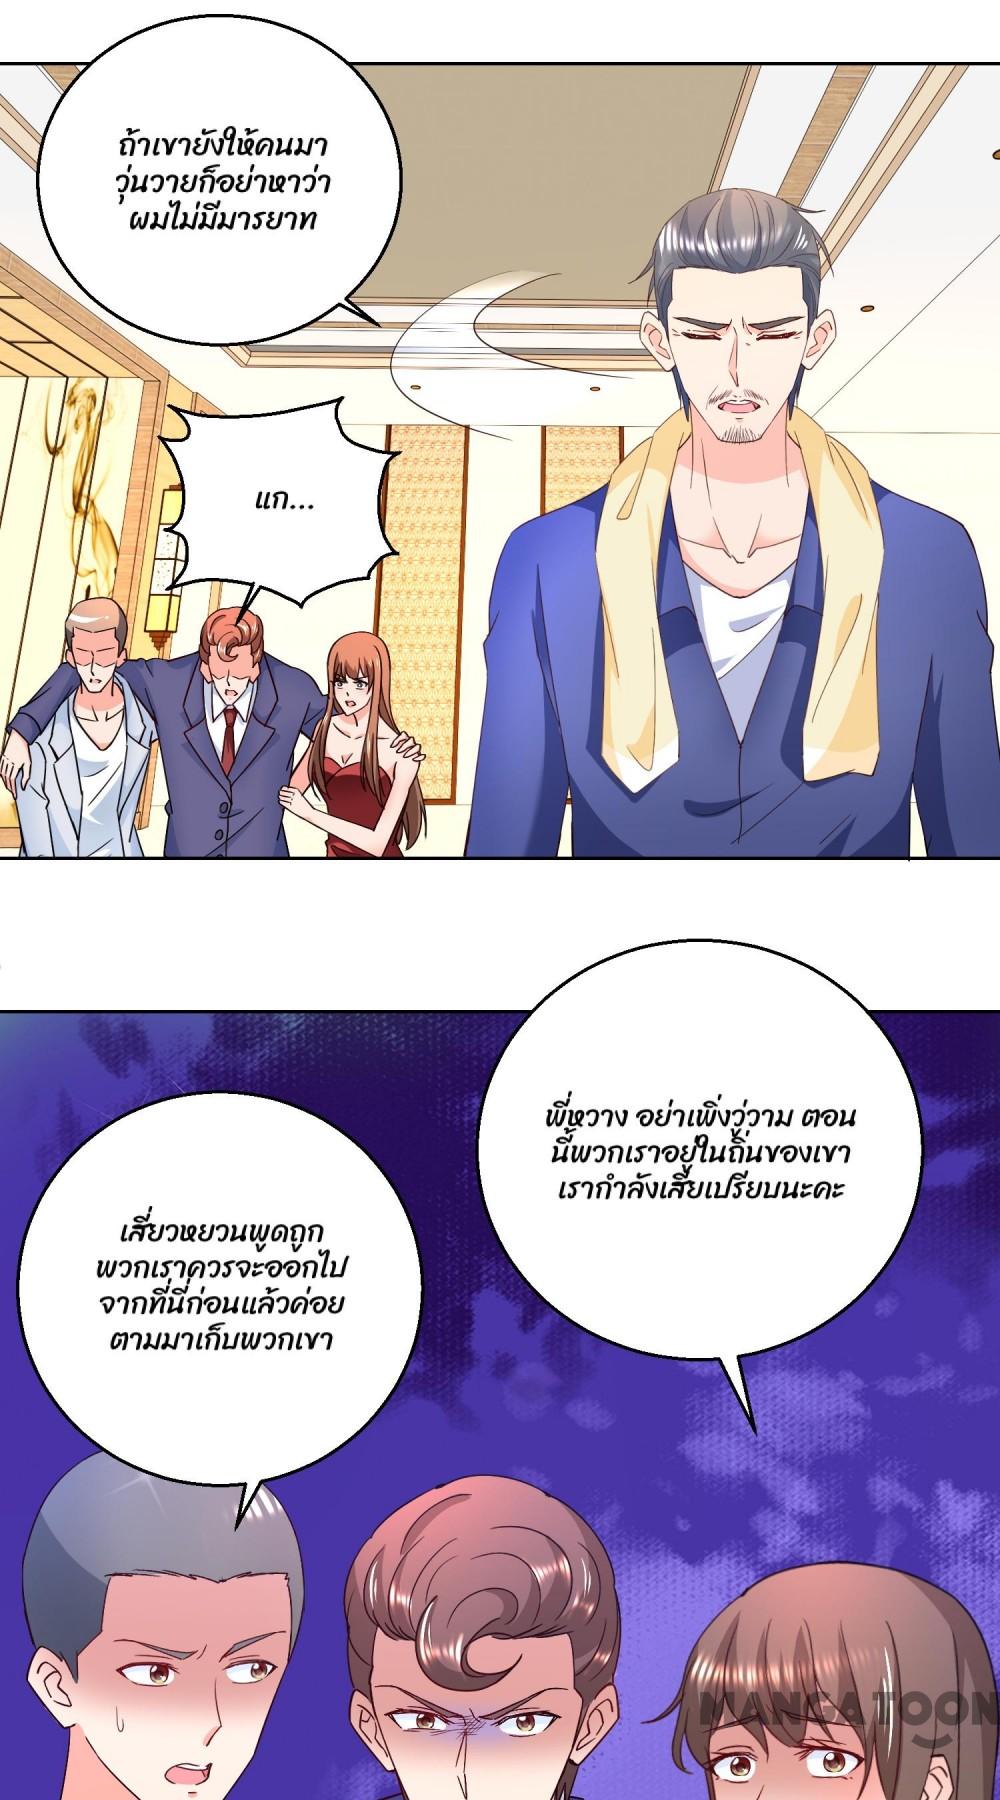 ถ้าเขายังให้คนมา
วุ่นวายก็อย่าหาว่า
ผมไม่มีมารยาท
แก...
พี่หวาง อย่าเพิ่งวู่วาม ตอน
นี้พวกเราอยู่ในถิ่นของเขา
เรากำลังเสียเปรียบนะคะ
เสี่ยวหยวนพูดถูก
พวกเราควรจะออกไป
จากที่นี่ก่อนแล้วค่อย
ตามมาเก็บพวกเขา
MANGATOON